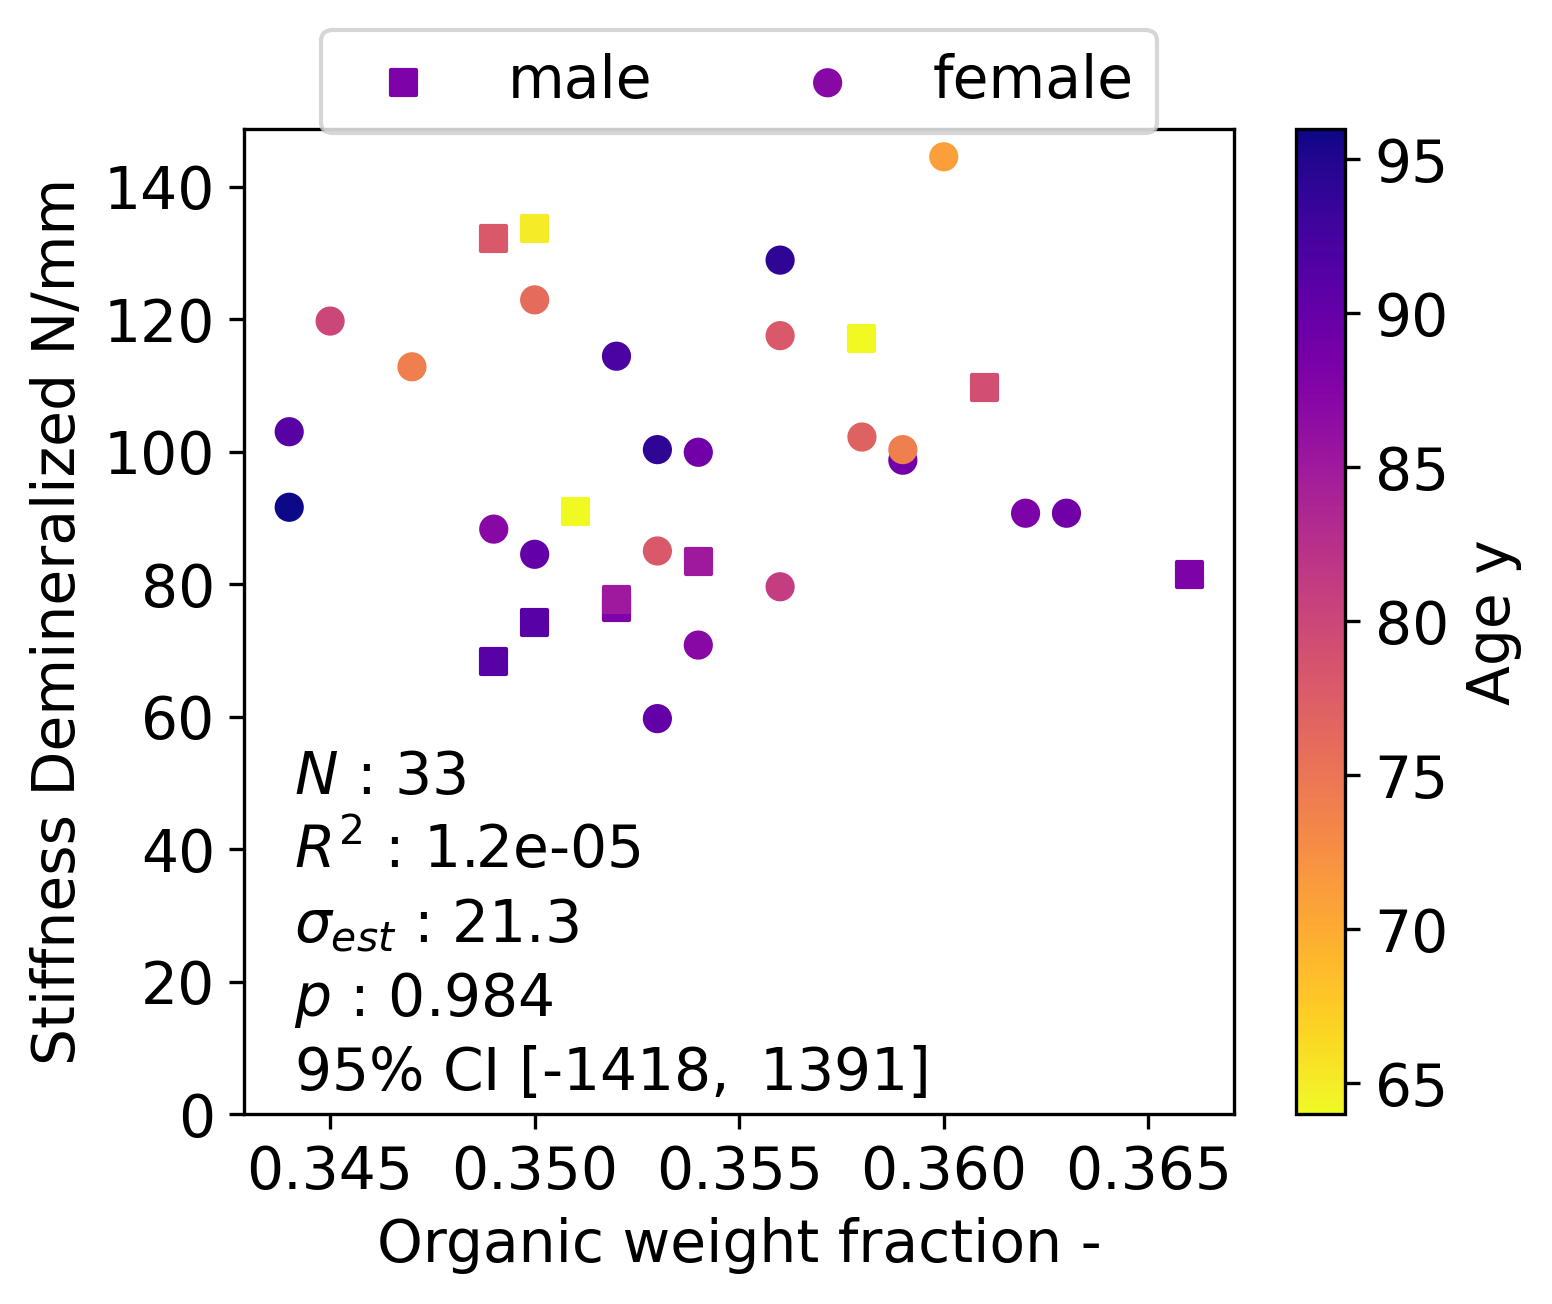 male female
140
120
100
80
60
40
20
0
Stiffness Demineralized N/mm
N : 33
R² : 1.2e-05
σest : 21.3
p : 0.984
95% CI [-1418, 1391]
0.345 0.350 0.355 0.360 0.365
Organic weight fraction -
95
90
85
80
75
70
65
Age y